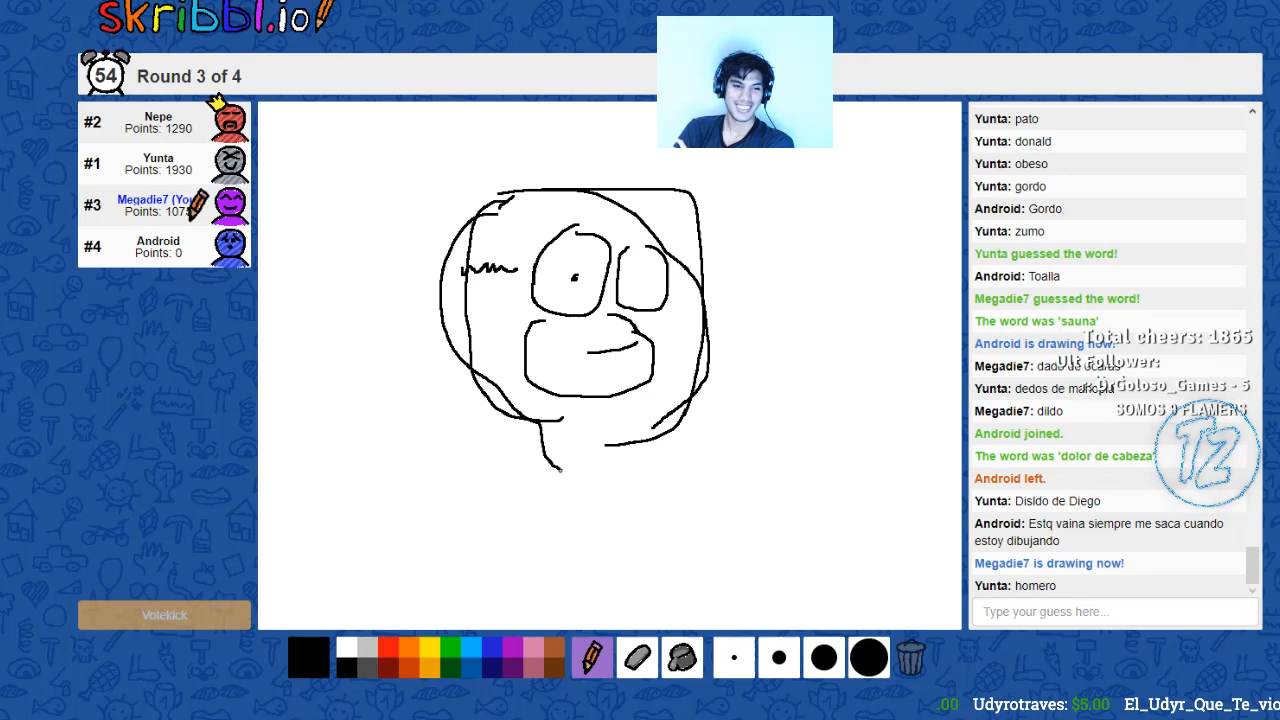 skribbl.io
54
Round 3 of 4
#2
Nepe
Points: 1290
#1
Yunta
Points: 1930
#3
Megadie7 (You
Points: 1075
#4
Android
Points: 0
Votekick
Yunta: pato
Yunta: donald
Yunta: obeso
Yunta: gordo
Android: Gordo
Yunta: zumo
Yunta guessed the word!
Android: Toalla
Megadie7 guessed the word!
The word was 'sauna'
Android is drawing now!
Megadie7: dado de
Yunta: dedos de
Megadie7: dildo
Android joined.
The word was 'dolor de cabeza'
Android left.
Yunta: Disldo de Diego
Android: Estq vaina siempre me saca cuando
estoy dibujando
Megadie7 is drawing now!
Yunta: homero
Type your guess here...
Total cheers: 1865
Ult Follower:
Goloso_Games - 5
SOMOS 9 FLAMERS
TZ
.00 Udyrotraves: $5.00 El_Udyr_Que_Te_vio